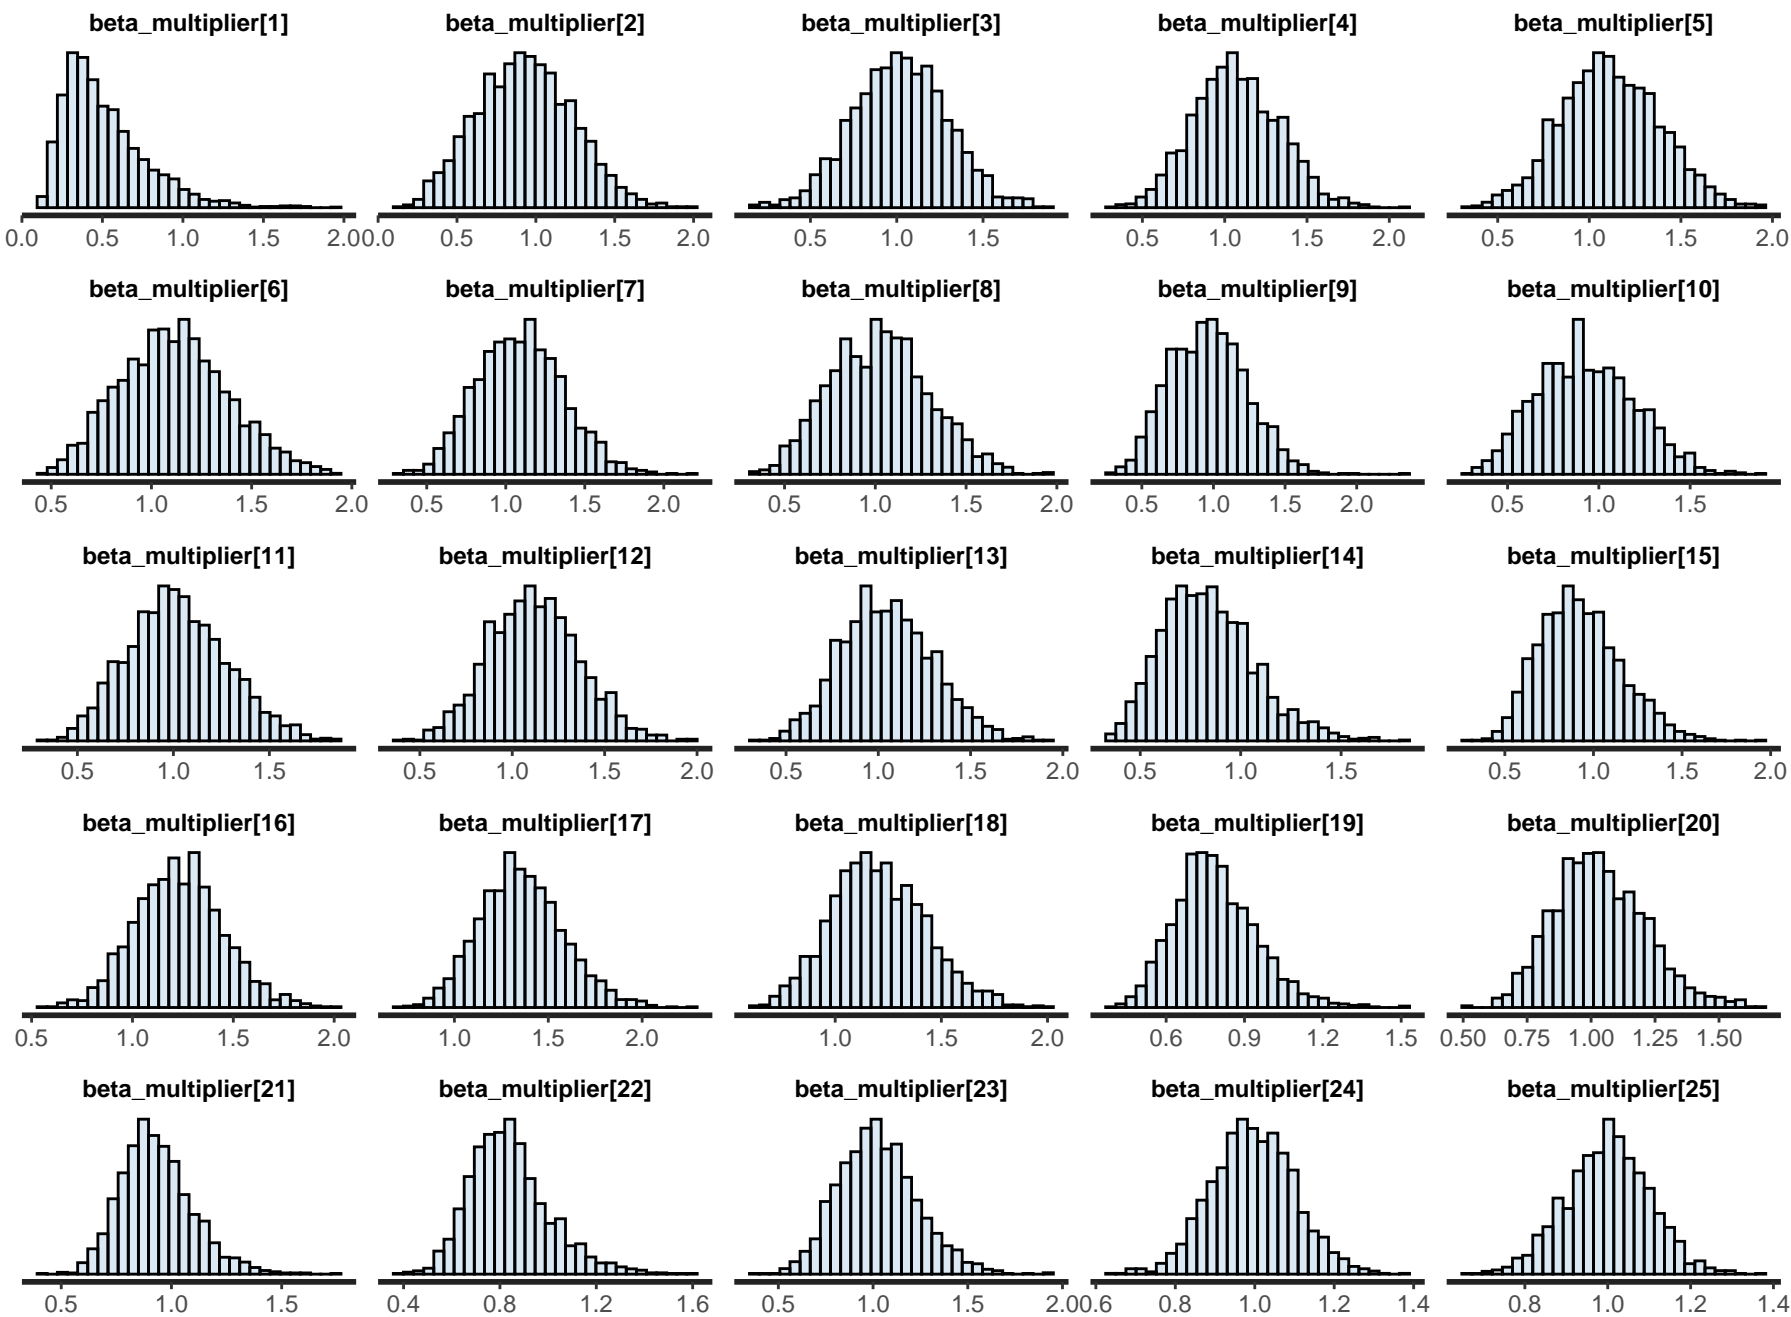 beta_multiplier[1] beta_multiplier[2] beta_multiplier[3] beta_multiplier[4] beta_multiplier[5]
0.0 0.5 1.0 1.5 2.0 0.0 0.5 1.0 1.5 2.0 0.5 1.0 1.5 0.5 1.0 1.5 2.0 0.5 1.0 1.5 2.0
beta_multiplier[6] beta_multiplier[7] beta_multiplier[8] beta_multiplier[9] beta_multiplier[10]
0.5 1.0 1.5 2.0 0.5 1.0 1.5 2.0 0.5 1.0 1.5 2.0 0.5 1.0 1.5 2.0 0.5 1.0 1.5
beta_multiplier[11] beta_multiplier[12] beta_multiplier[13] beta_multiplier[14] beta_multiplier[15]
0.5 1.0 1.5 0.5 1.0 1.5 2.0 0.5 1.0 1.5 2.0 0.5 1.0 1.5 0.5 1.0 1.5 2.0
beta_multiplier[16] beta_multiplier[17] beta_multiplier[18] beta_multiplier[19] beta_multiplier[20]
0.5 1.0 1.5 2.0 1.0 1.5 2.0 1.0 1.5 2.0 0.6 0.9 1.2 1.5 0.50 0.75 1.00 1.25 1.50
beta_multiplier[21] beta_multiplier[22] beta_multiplier[23] beta_multiplier[24] beta_multiplier[25]
0.5 1.0 1.5 0.4 0.8 1.2 1.6 0.5 1.0 1.5 2.0 0.6 0.8 1.0 1.2 1.4 0.8 1.0 1.2 1.4